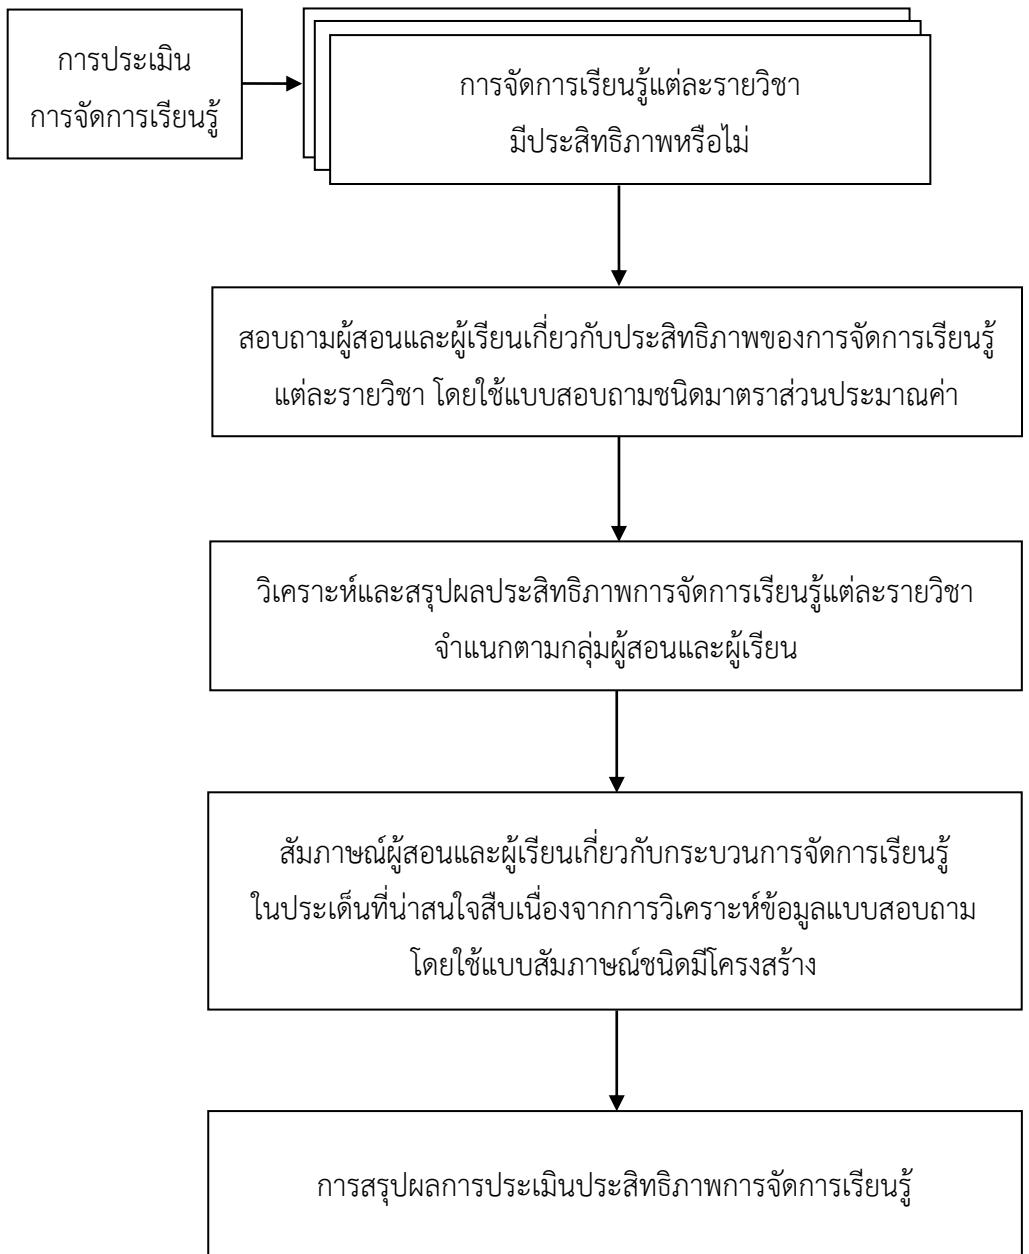 การประเมิน
การจัดการเรียนรู้
การจัดการเรียนรู้แต่ละรายวิชา
มีประสิทธิภาพหรือไม่
สอบถามผู้สอนและผู้เรียนเกี่ยวกับประสิทธิภาพของการจัดการเรียนรู้
แต่ละรายวิชา โดยใช้แบบสอบถามชนิดมาตราส่วนประมาณค่า
วิเคราะห์และสรุปผลประสิทธิภาพการจัดการเรียนรู้แต่ละรายวิชา
จำแนกตามกลุ่มผู้สอนและผู้เรียน
สัมภาษณ์ผู้สอนและผู้เรียนเกี่ยวกับกระบวนการจัดการเรียนรู้
ในประเด็นที่น่าสนใจสืบเนื่องจากการวิเคราะห์ข้อมูลแบบสอบถาม
โดยใช้แบบสัมภาษณ์ชนิดมีโครงสร้าง
การสรุปผลการประเมินประสิทธิภาพการจัดการเรียนรู้